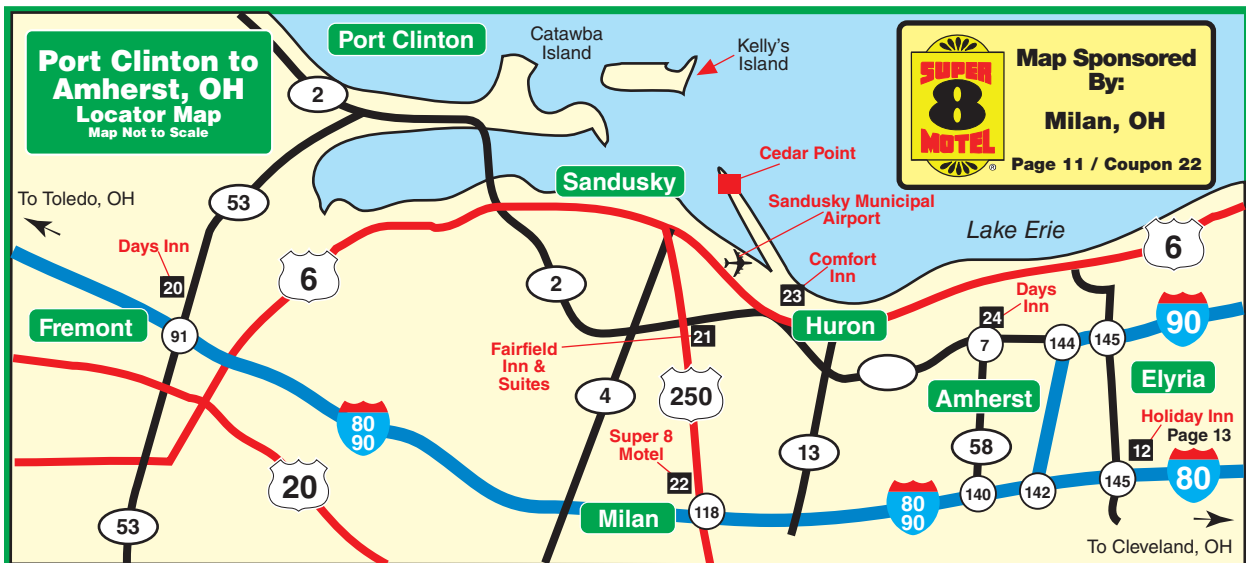 Port Clinton to
Amherst, OH
Locator Map
Map Not to Scale
Port Clinton
Catawba
Island
Kelly's
Island
SUPER
8
MOTEL
®
Map Sponsored
By:
Milan, OH
Page 11 / Coupon 22
2
53
To Toledo, OH
Days Inn
20
Fremont
91
6
Sandusky
Cedar Point
Sandusky Municipal
Airport
Lake Erie
6
2
Comfort
Inn
23
Huron
Days
Inn
24
7
144
145
90
21
Fairfield
Inn &
Suites
4
250
Amherst
Elyria
80
90
Super 8
Motel
22
13
58
Holiday Inn
Page 13
12
20
53
Milan
118
80
90
140
142
145
80
To Cleveland, OH